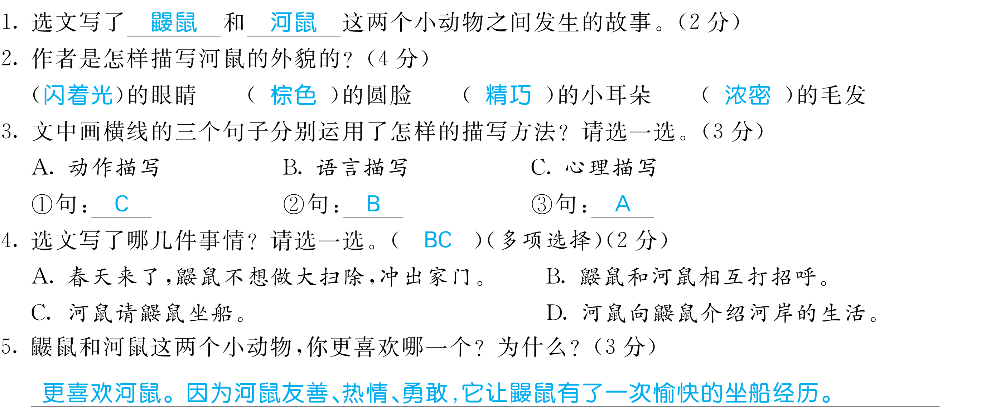 1. 选文写了 鼹鼠 和 河鼠 这两个小动物之间发生的故事。(2 分)
2. 作者是怎样描写河鼠的外貌的?(4 分)
(闪着光)的眼睛 ( 棕色 )的圆脸 ( 精巧 )的小耳朵 ( 浓密 )的毛发
3. 文中画横线的三个句子分别运用了怎样的描写方法? 请选一选。(3 分)
A. 动作描写 B. 语言描写 C. 心理描写
①句: C ②句: B ③句: A
4. 选文写了哪几件事情? 请选一选。( BC )(多项选择)(2 分)
A. 春天来了,鼹鼠不想做大扫除,冲出家门。 B. 鼹鼠和河鼠相互打招呼。
C. 河鼠请鼹鼠坐船。 D. 河鼠向鼹鼠介绍河岸的生活。
5. 鼹鼠和河鼠这两个小动物,你更喜欢哪一个? 为什么?(3 分)
更喜欢河鼠。因为河鼠友善、热情、勇敢,它让鼹鼠有了一次愉快的坐船经历。